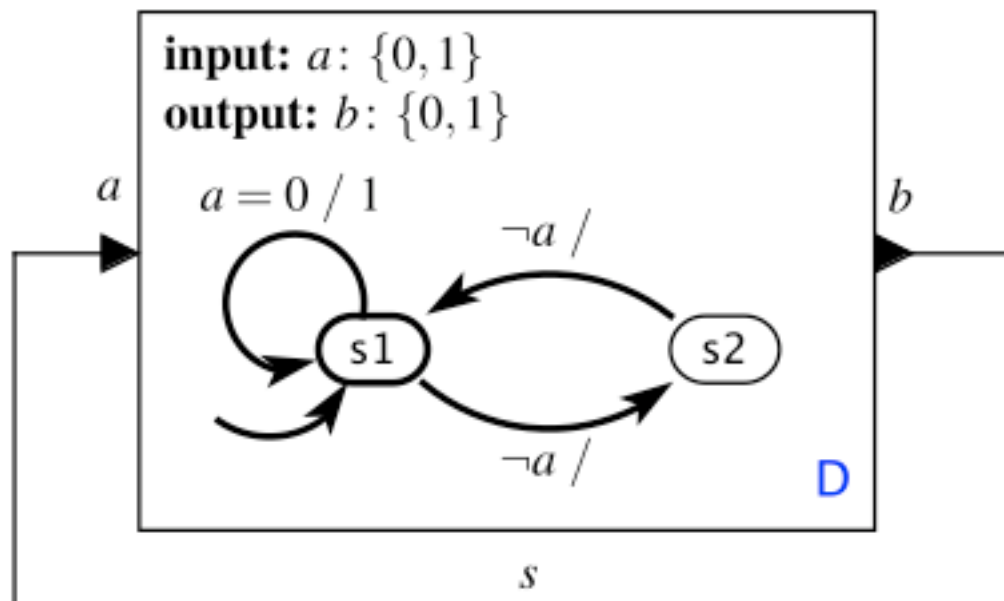 input: a: {0, 1}
output: b: {0, 1}
a
a = 0 / 1
¬a /
b
s1
s2
¬a /
D
s